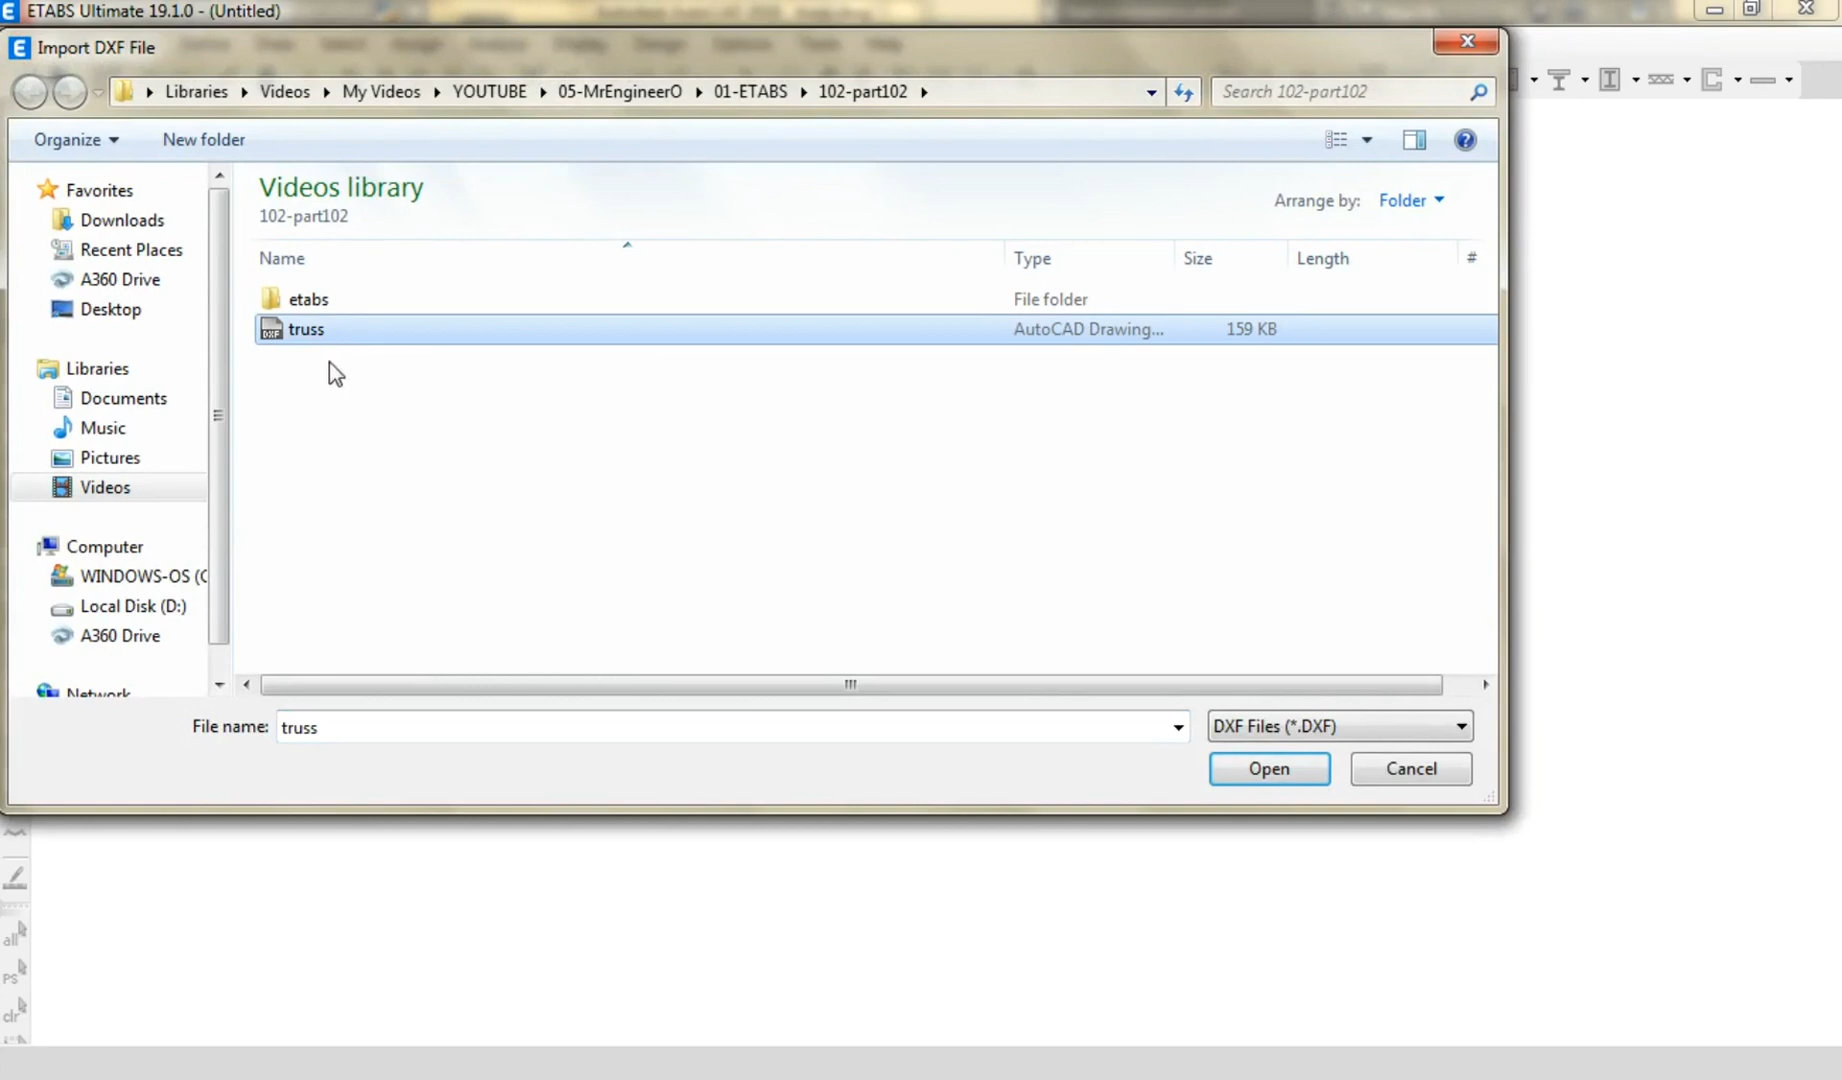 ETABS Ultimate 19.1.0 - (Untitled)
Import DXF File
Libraries Videos My Videos YOUTUBE 05-MrEngineerO 01-ETABS 102-part102
Search 102-part102
Organize New folder
Favorites
Downloads
Recent Places
A360 Drive
Desktop
Libraries
Documents
Music
Pictures
Videos
Computer
WINDOWS-OS (C
Local Disk (D:)
A360 Drive
Network
Videos library
102-part102
Arrange by: Folder
Name Type Size Length #
etabs File folder
truss AutoCAD Drawing... 159 KB
File name: truss
DXF Files (*.DXF)
Open Cancel
all
PS
clr